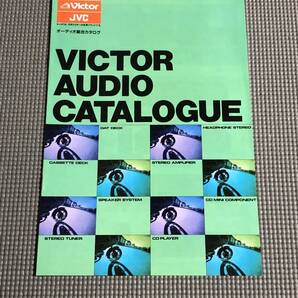 Victor
JVC
オーディオ総合カタログ
VICTOR
AUDIO
CATALOGUE
DAT DECK
HEADPHONE STEREO
CASSETTE DECK
STEREO AMPLIFIER
SPEAKER SYSTEM
CD MINI COMPONENT
STEREO TUNER
CD PLAYER